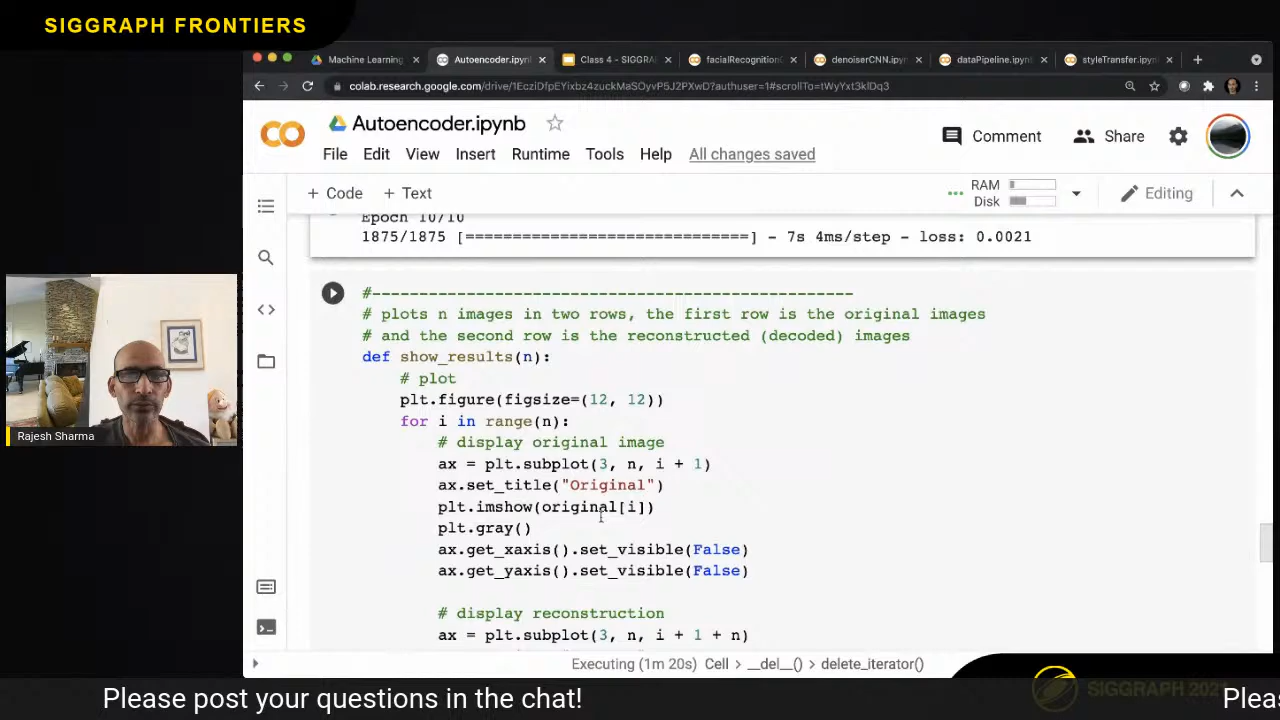 SIGGRAPH FRONTIERS
Machine Learning
Autoencoder.ipynb
Class 4 - SIGGRA
facialRecognition
denoiserCNN.ipyn
dataPipeline.ipynb
styleTransfer.ipynb
colab.research.google.com/drive/1EcziDfpEYixbz4zuckMaSOyvP5J2PXwD?authuser=1#scrollTo=tWyYxt3klDqJ
Autoencoder.ipynb
Comment
Share
File Edit View Insert Runtime Tools Help All changes saved
+ Code + Text
RAM
Disk
Editing
Epoch 10/10
1875/1875 [==============================] - 7s 4ms/step - loss: 0.0021
#---------------------------------------------------
# plots n images in two rows, the first row is the original images
# and the second row is the reconstructed (decoded) images
def show_results(n):
# plot
plt.figure(figsize=(12, 12))
for i in range(n):
# display original image
ax = plt.subplot(3, n, i + 1)
ax.set_title("Original")
plt.imshow(original[i])
plt.gray()
ax.get_xaxis().set_visible(False)
ax.get_yaxis().set_visible(False)
# display reconstruction
ax = plt.subplot(3, n, i + 1 + n)
Rajesh Sharma
Executing (1m 20s) Cell > __del__() > delete_iterator()
Please post your questions in the chat!
SIGGRAPH 202
Plea